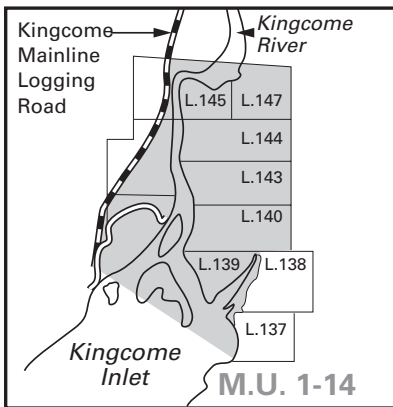 Kingcome
Mainline
Logging
Road
Kingcome
River
L.145
L.147
L.144
L.143
L.140
L.139
L.138
L.137
Kingcome
Inlet
M.U. 1-14